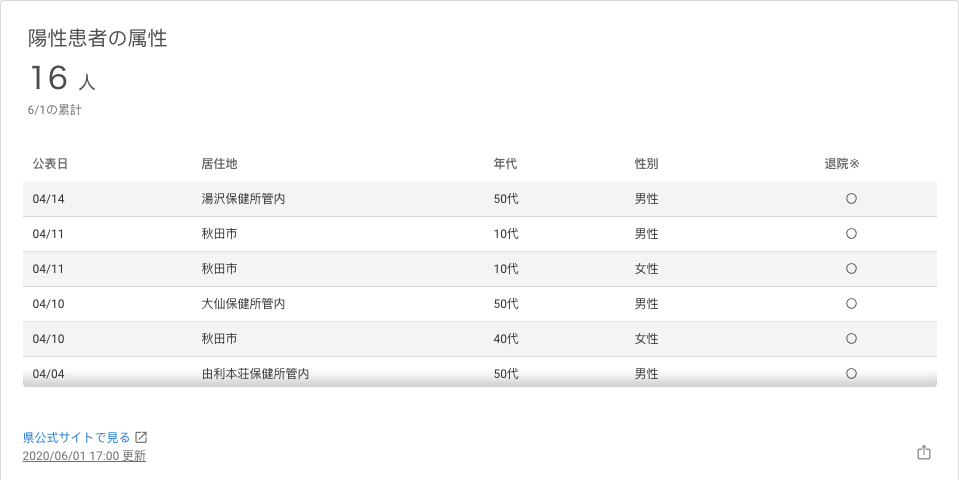 陽性患者の属性
16 人
6/1の累計
公表日 居住地 年代 性別 退院※
04/14 湯沢保健所管内 50代 男性 〇
04/11 秋田市 10代 男性 〇
04/11 秋田市 10代 女性 〇
04/10 大仙保健所管内 50代 男性 〇
04/10 秋田市 40代 女性 〇
04/04 由利本荘保健所管内 50代 男性 〇
県公式サイトで見る
2020/06/01 17:00 更新